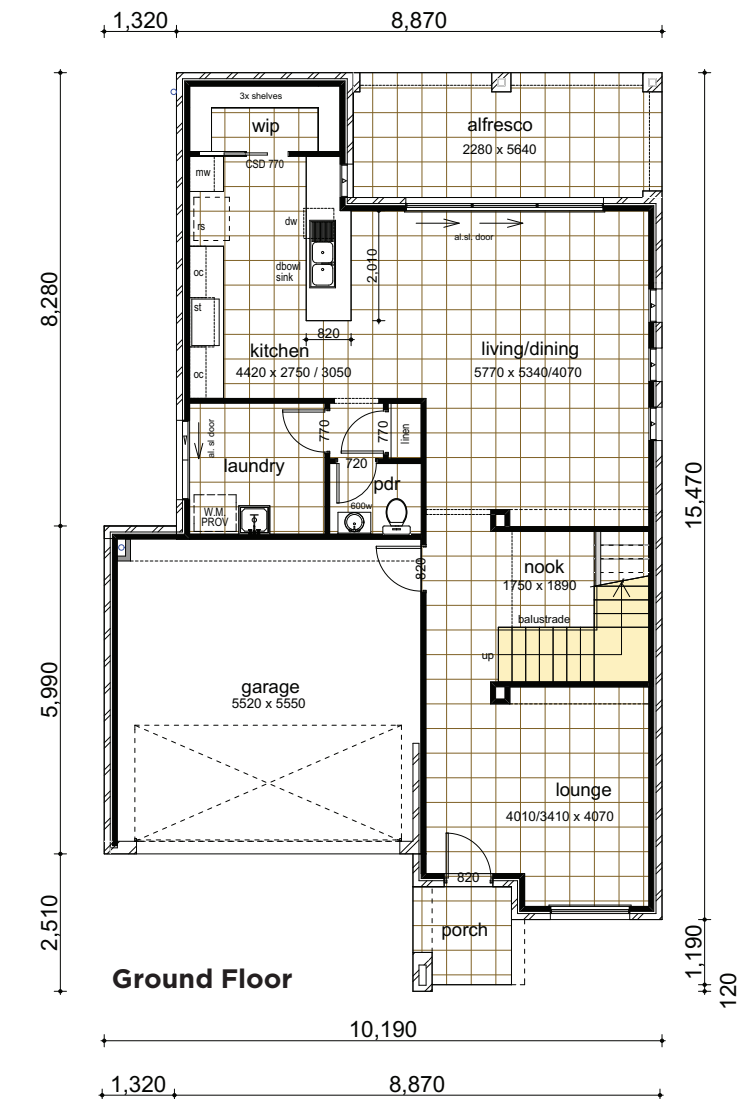 1,320
8,870
3x shelves
wip
CSD 770
mw
rs
dw
oc
dbowl
sink
st
oc
2,010
820
kitchen
4420 x 2750 / 3050
alfresco
2280 x 5640
al.sl. door
living/dining
5770 x 5340/4070
8,280
15,470
al. sl door
laundry
W.M.
PROV
770
770
linen
720
pdr
600w
820
nook
1750 x 1890
balustrade
up
5,990
garage
5520 x 5550
lounge
4010/3410 x 4070
820
porch
2,510
1,190
120
Ground Floor
10,190
1,320
8,870